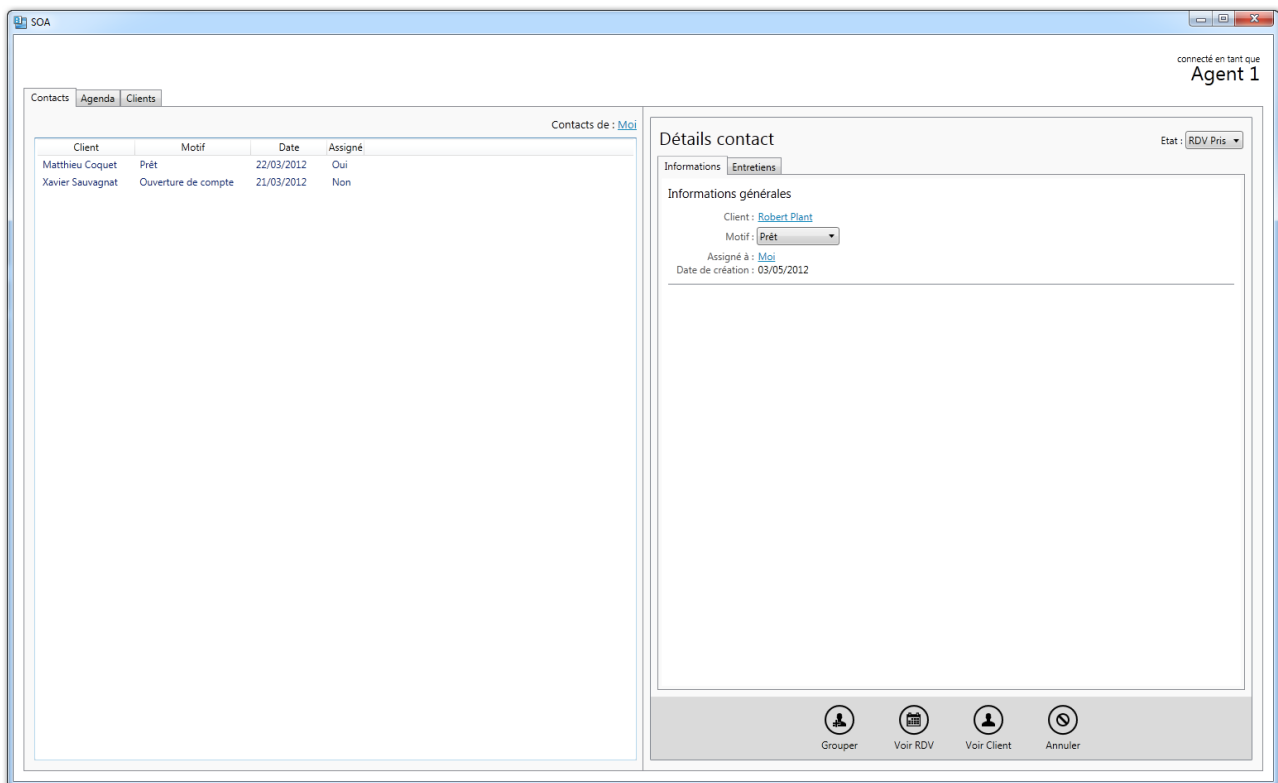 SOA
connecté en tant que
Agent 1
Contacts Agenda Clients
Contacts de : Moi
Client Motif Date Assigné
Matthieu Coquet Prêt 22/03/2012 Oui
Xavier Sauvagnat Ouverture de compte 21/03/2012 Non
Détails contact
Etat : RDV Pris
Informations Entretiens
Informations générales
Client : Robert Plant
Motif : Prêt
Assigné à : Moi
Date de création : 03/05/2012
Grouper Voir RDV Voir Client Annuler